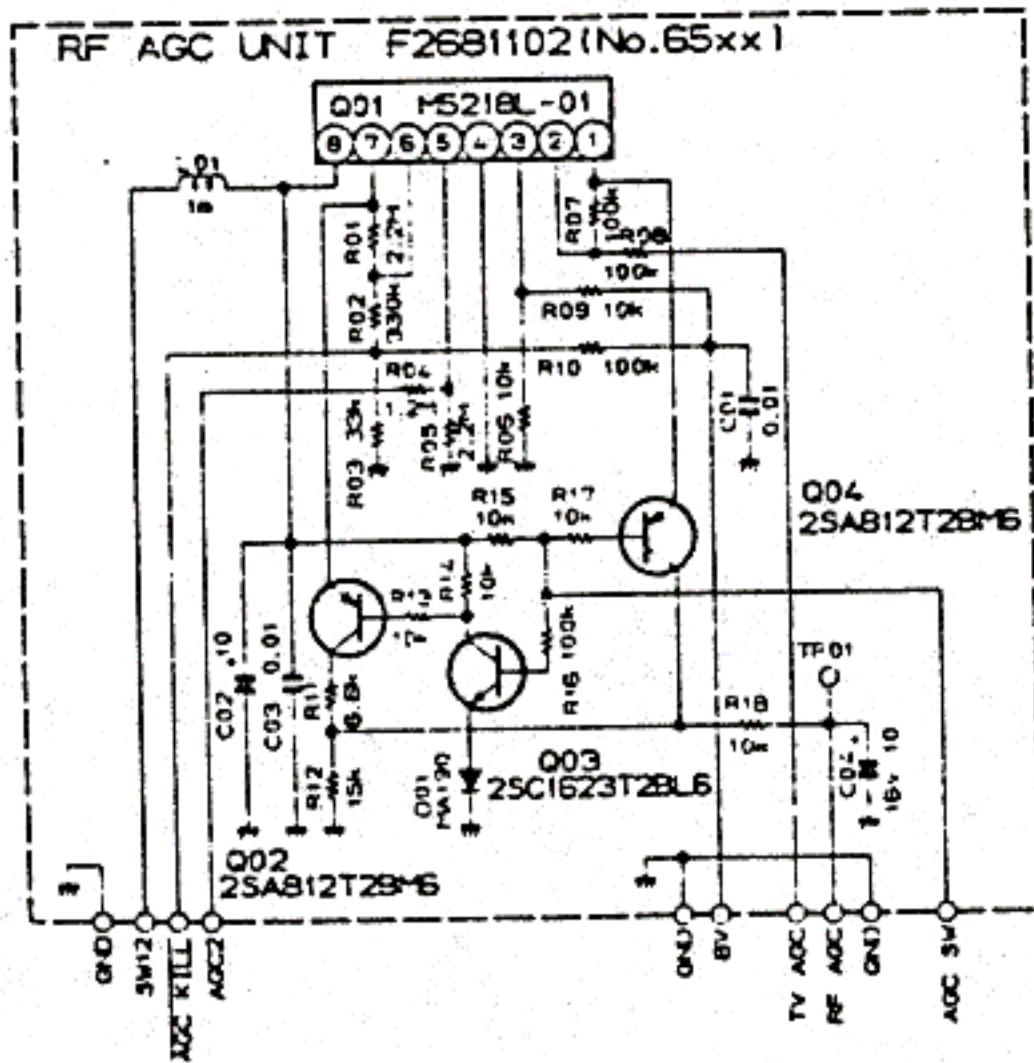 RF AGC UNIT F2681102(No.65xx)
Q01 M5218L-01
8 7 6 5 4 3 2 1
01
1m
R01
2.2M
R02
330k
R03 33k
R04
R05
2.2M
R06 10k
R07
100k
R08
100k
R09 10k
R10 100k
C01
0.01
Q04
2SA812T2BM6
R15
10k
R17
10k
R14
10k
R16 100k
C02
10
C03
0.01
R11
6.8k
R12
15k
D01
MA190
Q03
2SC1623T2BL6
Q02
2SA812T2BM6
TP01
R18
10k
C04
16V 10
GND
SW12
AGC KILL
AGC2
GND
8V
TV AGC
RF AGC
GND
AGC SW